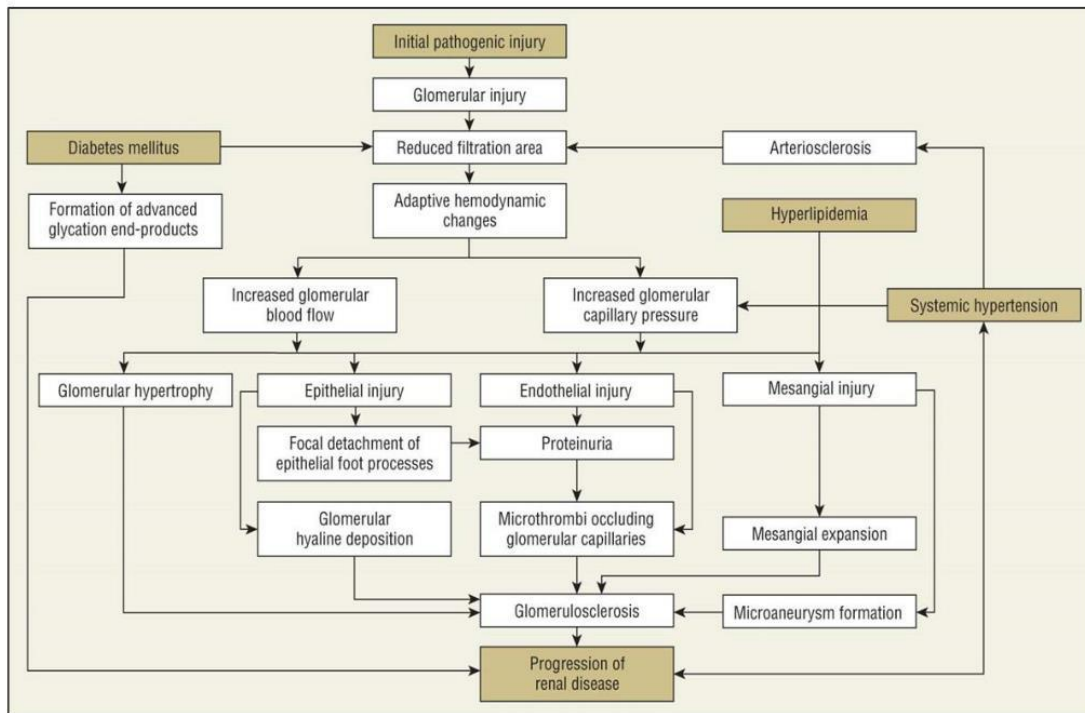 Initial pathogenic injury
Glomerular injury
Diabetes mellitus
Reduced filtration area
Arteriosclerosis
Formation of advanced
glycation end-products
Adaptive hemodynamic
changes
Hyperlipidemia
Increased glomerular
blood flow
Increased glomerular
capillary pressure
Systemic hypertension
Glomerular hypertrophy
Epithelial injury
Endothelial injury
Mesangial injury
Focal detachment of
epithelial foot processes
Proteinuria
Glomerular
hyaline deposition
Microthrombi occluding
glomerular capillaries
Mesangial expansion
Glomerulosclerosis
Microaneurysm formation
Progression of
renal disease